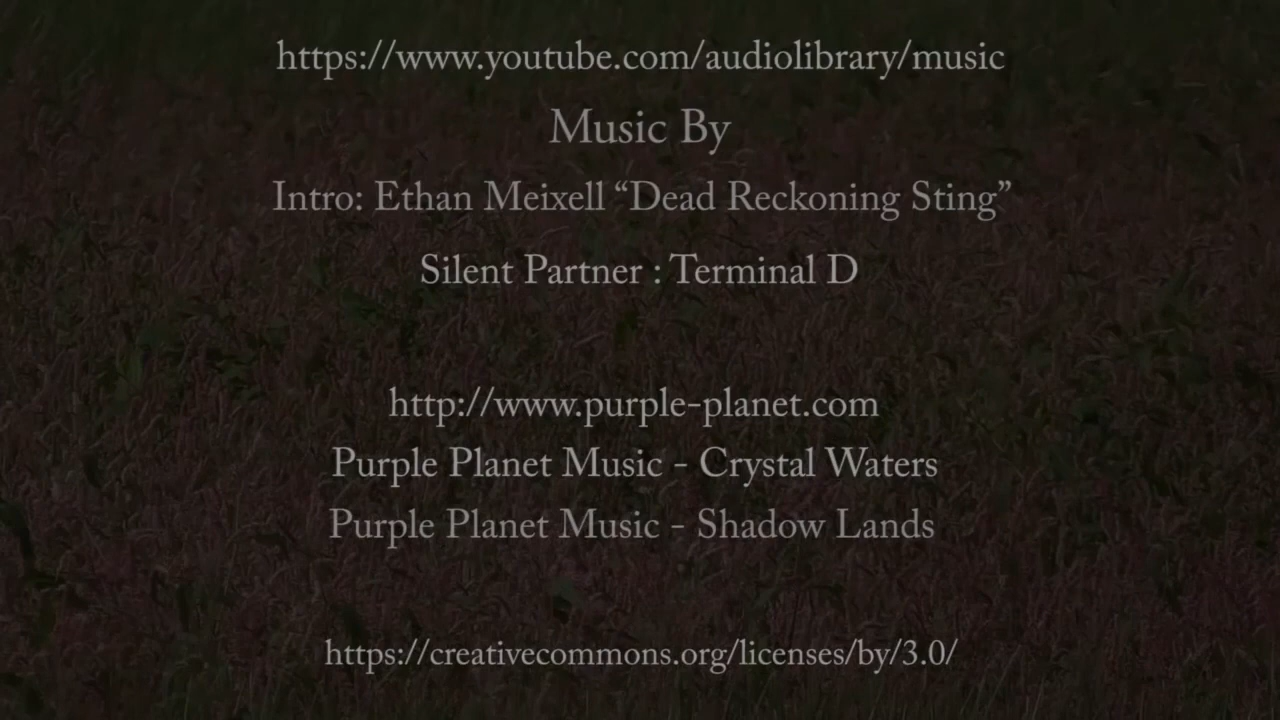 https://www.youtube.com/audiolibrary/music
Music By
Intro: Ethan Meixell “Dead Reckoning Sting”
Silent Partner : Terminal D
http://www.purple-planet.com
Purple Planet Music - Crystal Waters
Purple Planet Music - Shadow Lands
https://creativecommons.org/licenses/by/3.0/